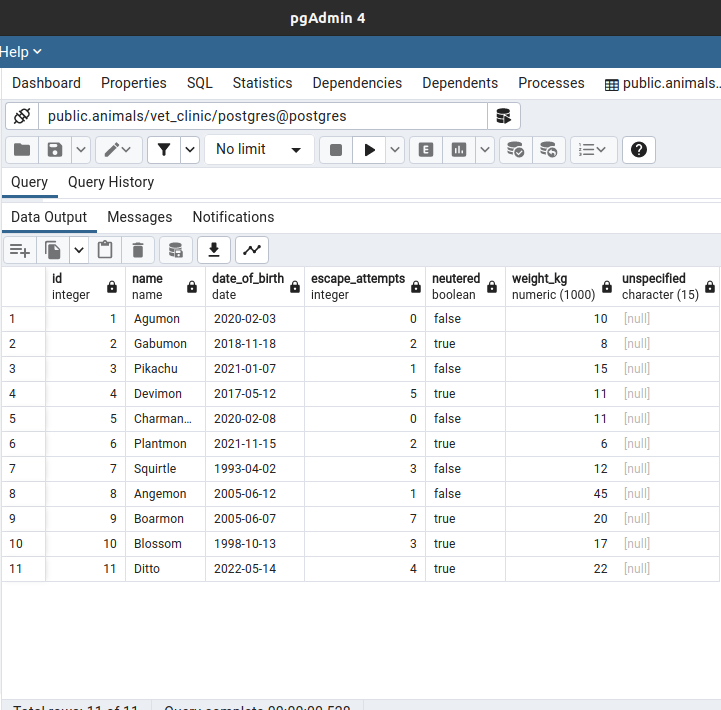 pgAdmin 4
Help
Dashboard Properties SQL Statistics Dependencies Dependents Processes public.animals..
public.animals/vet_clinic/postgres@postgres
No limit E ?
Query Query History
Data Output Messages Notifications
id name date_of_birth escape_attempts neutered weight_kg unspecified
integer name date integer boolean numeric (1000) character (15)
1 1 Agumon 2020-02-03 0 false 10 [null]
2 2 Gabumon 2018-11-18 2 true 8 [null]
3 3 Pikachu 2021-01-07 1 false 15 [null]
4 4 Devimon 2017-05-12 5 true 11 [null]
5 5 Charman... 2020-02-08 0 false 11 [null]
6 6 Plantmon 2021-11-15 2 true 6 [null]
7 7 Squirtle 1993-04-02 3 false 12 [null]
8 8 Angemon 2005-06-12 1 false 45 [null]
9 9 Boarmon 2005-06-07 7 true 20 [null]
10 10 Blossom 1998-10-13 3 true 17 [null]
11 11 Ditto 2022-05-14 4 true 22 [null]
Total rows: 11 of 11 Query complete 00:00:00.528